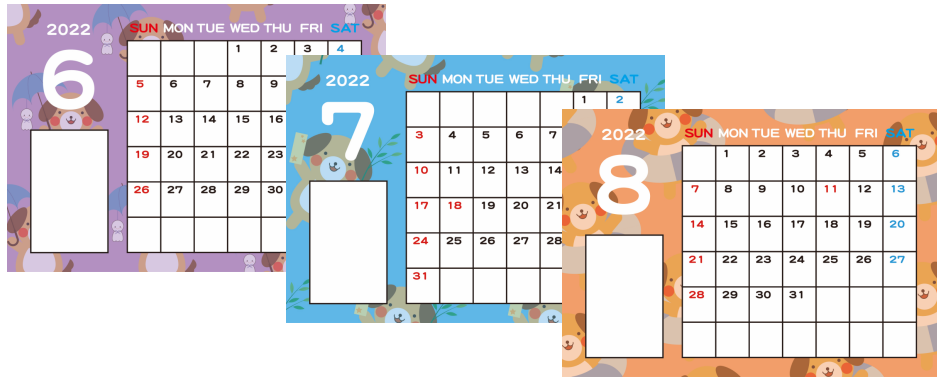 2022
6
SUN MON TUE WED THU FRI SAT
1 2 3 4
5 6 7 8 9
12 13 14 15 16
19 20 21 22 23
26 27 28 29 30
2022
7
SUN MON TUE WED THU FRI SAT
1 2
3 4 5 6 7
10 11 12 13 14
17 18 19 20 21
24 25 26 27 28
31
2022
8
SUN MON TUE WED THU FRI SAT
1 2 3 4 5 6
7 8 9 10 11 12 13
14 15 16 17 18 19 20
21 22 23 24 25 26 27
28 29 30 31